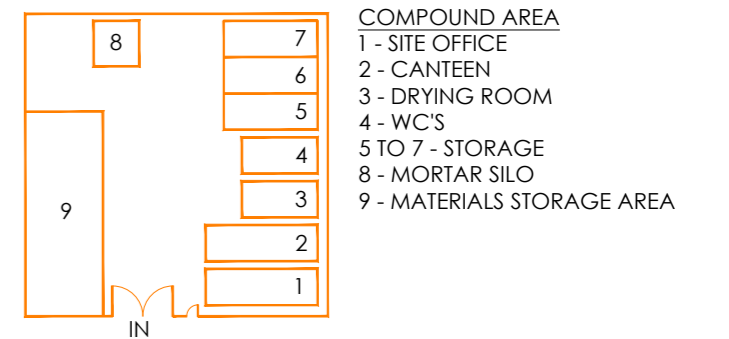 COMPOUND AREA
1 - SITE OFFICE
2 - CANTEEN
3 - DRYING ROOM
4 - WC'S
5 TO 7 - STORAGE
8 - MORTAR SILO
9 - MATERIALS STORAGE AREA
8
7
6
5
4
3
9
2
1
IN